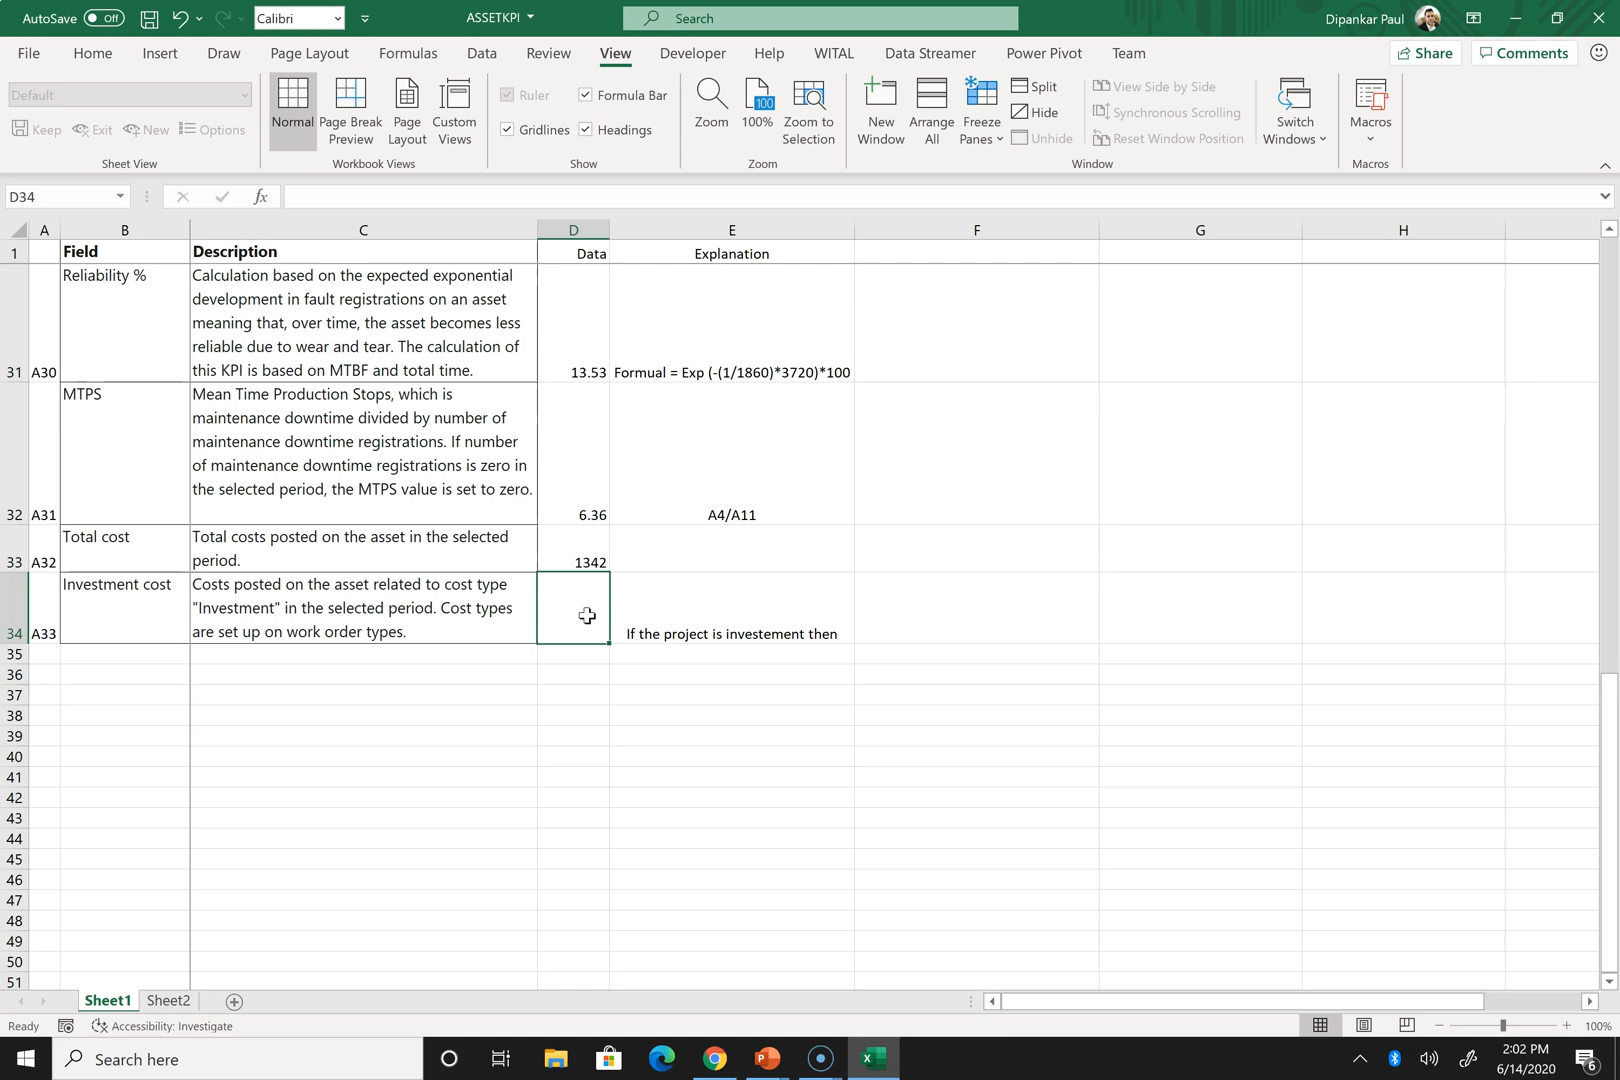 AutoSave Off Calibri ASSETKPI Search Dipankar Paul
File Home Insert Draw Page Layout Formulas Data Review View Developer Help WITAL Data Streamer Power Pivot Team Share Comments
Default
Keep Exit New Options
Sheet View
Normal Page Break Preview Page Layout Custom Views
Workbook Views
Ruler Formula Bar
Gridlines Headings
Show
Zoom 100% Zoom to Selection
100
Zoom
New Window Arrange All Freeze Panes
Split
Hide
Unhide
View Side by Side
Synchronous Scrolling
Reset Window Position
Switch Windows
Window
Macros
Macros
D34 fx
A B C D E F G H
1 Field Description Data Explanation
Reliability % Calculation based on the expected exponential
development in fault registrations on an asset
meaning that, over time, the asset becomes less
reliable due to wear and tear. The calculation of
31 A30 this KPI is based on MTBF and total time. 13.53 Formual = Exp (-(1/1860)*3720)*100
MTPS Mean Time Production Stops, which is
maintenance downtime divided by number of
maintenance downtime registrations. If number
of maintenance downtime registrations is zero in
the selected period, the MTPS value is set to zero.
32 A31 6.36 A4/A11
Total cost Total costs posted on the asset in the selected
33 A32 period. 1342
Investment cost Costs posted on the asset related to cost type
"Investment" in the selected period. Cost types
34 A33 are set up on work order types. If the project is investement then
35
36
37
38
39
40
41
42
43
44
45
46
47
48
49
50
51
Sheet1 Sheet2
Ready Accessibility: Investigate 100%
Search here
2:02 PM
6/14/2020
6